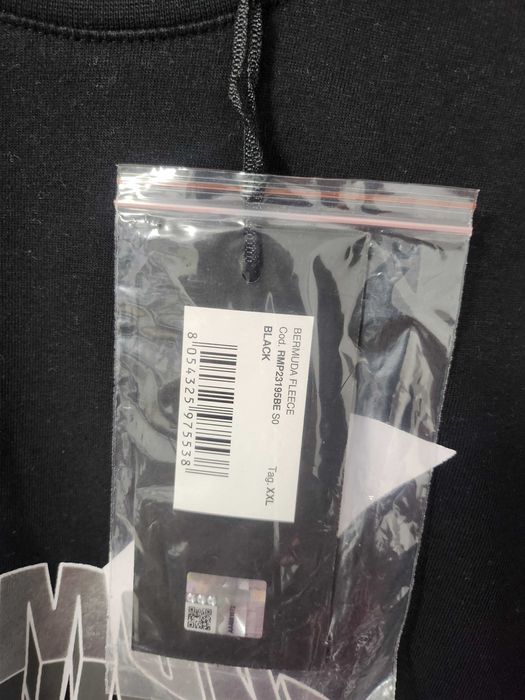 BERMUDA FLEECE
Cod. RMP23195BE S0
BLACK Tag. XXL
8 054325 975538